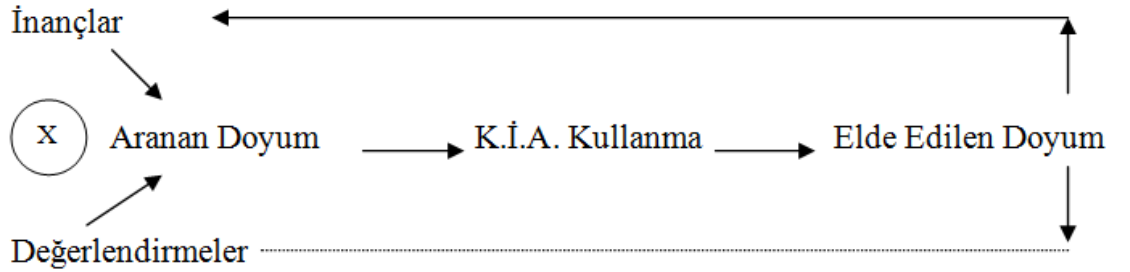 İnançlar
X Aranan Doyum K.İ.A. Kullanma Elde Edilen Doyum
Değerlendirmeler